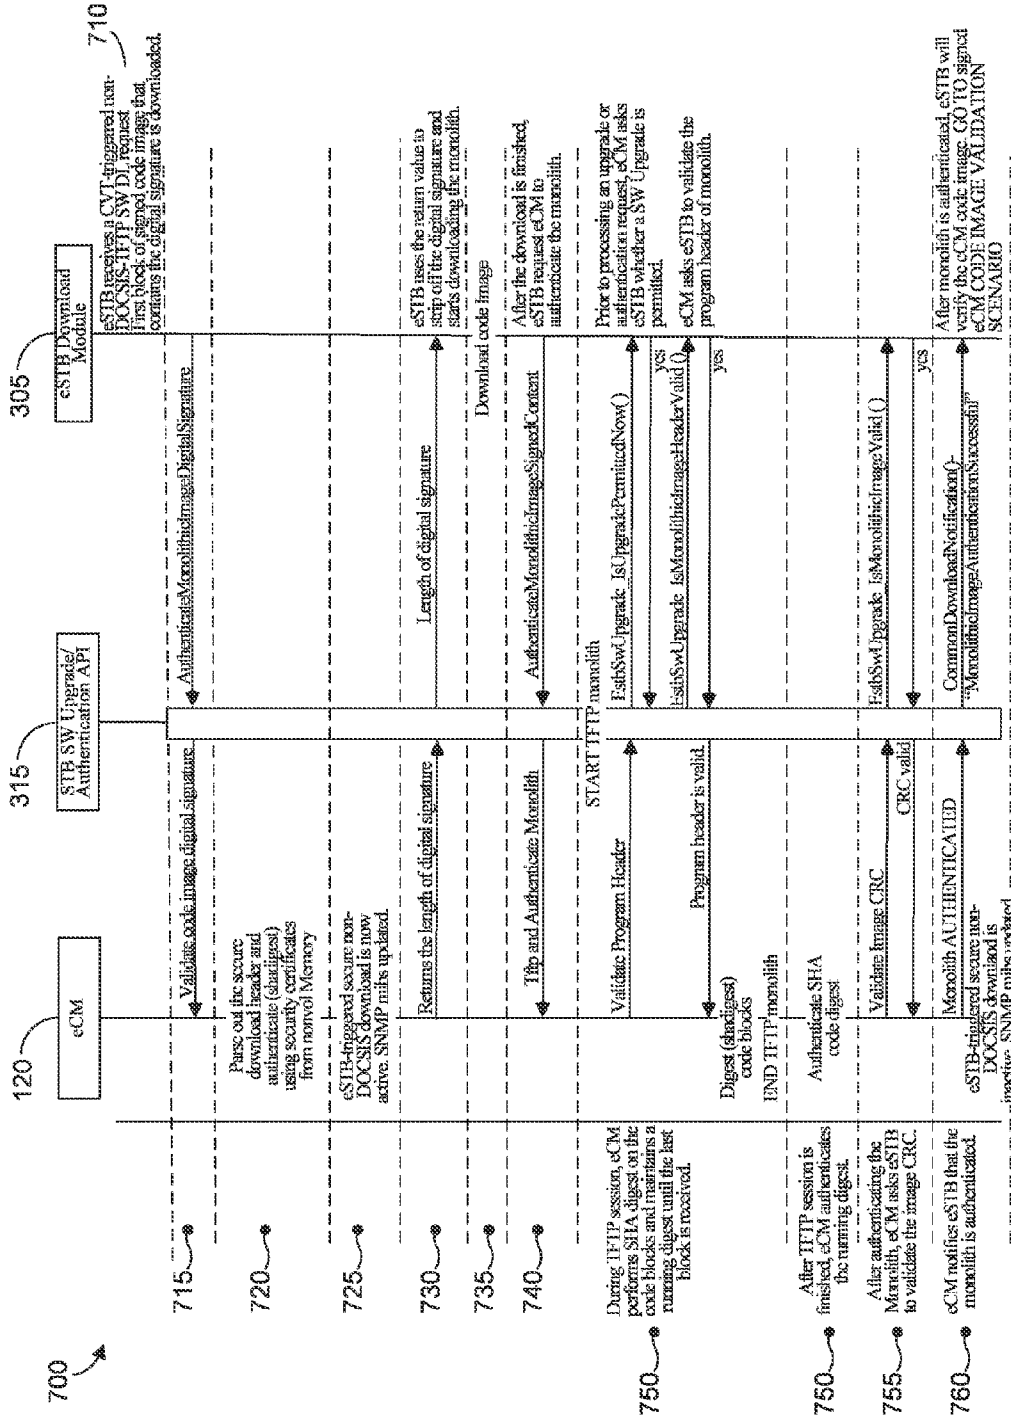 700
120
eCM
315
STB SW Upgrade/
Authentication API
305
eSTB Download
Module
710
eSTB receives a CVT-triggerred non-
DOCSIS-TFTP SW DL request
First block of signed code image that
contains the digital signature is downloaded.
715
Validate code image digital signature
AuthenticateMonolithicImageDigitalSignature
720
Parse out the secure
download header and
authenticate (shadigest)
using security certificates
from nonvol Memory
725
eSTB-triggered secure non-
DOCSIS download is now
active. SNMP mibs updated.
730
Returns the length of digital signature
Length of digital signature
eSTB uses the return value to
strip off the digital signature and
starts downloading the monolith.
735
Download code Image
740
Tftp and Authenticate Monolith
AuthenticateMonolithicImageSignedContent
After the download is finished,
eSTB request eCM to
authenticate the monolith.
START TFTP monolith
750
During TFTP session, eCM
performs SHA digest on the
code blocks and maintains a
running digest until the last
block is received.
Validate Program Header
EstbSwUpgrade_IsUpgradePermittedNow()
Prior to processing an upgrade or
authentication request, eCM asks
eSTB whether a SW Upgrade is
permitted.
yes
EstbSwUpgrade_IsMonolithicImageHeaderValid ()
eCM asks eSTB to validate the
program header of monolith.
Program header is valid
yes
Digest (shadigest)
code blocks
END TFTP monolith
750
After TFTP session is
finished, eCM authenticates
the running digest.
Authenticate SHA
code digest
755
After authenticating the
Monolith, eCM asks eSTB
to validate the image CRC.
Validate Image CRC
EstbSwUpgrade_IsMonolithicImageValid ()
CRC valid
yes
760
eCM notifies eSTB that the
monolith is authenticated.
Monolith AUTHENTICATED
eSTB-triggered secure non-
DOCSIS download is
inactive. SNMP mibs updated
CommonDownloadNotification()-
"MonolithicImageAuthenticationSuccessful"
After monolith is authenticated, eSTB will
verify the eCM code image. GO TO signed
eCM CODE IMAGE VALIDATION
SCENARIO